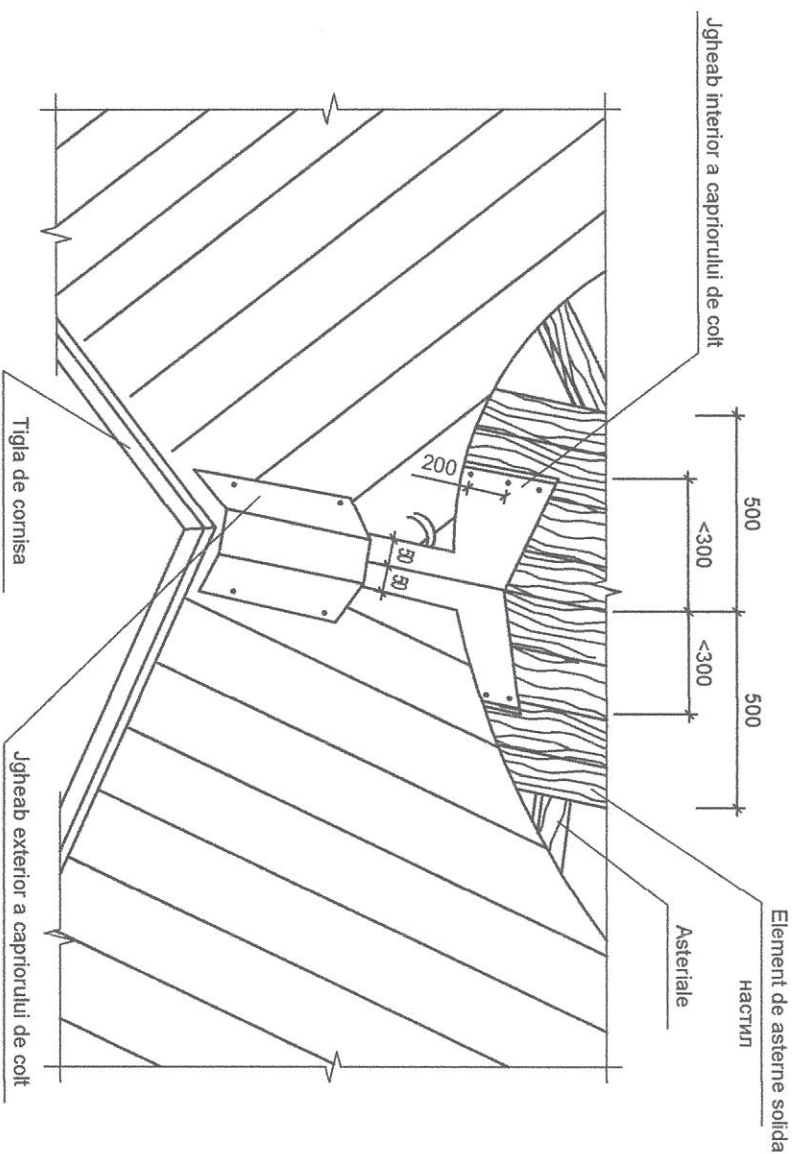 Jgheab interior a capriorului de colt
500
500
<300
<300
200
50
50
Element de asterne solida
настил
Asteriale
Tigla de cornisa
Jgheab exterior a capriorului de colt